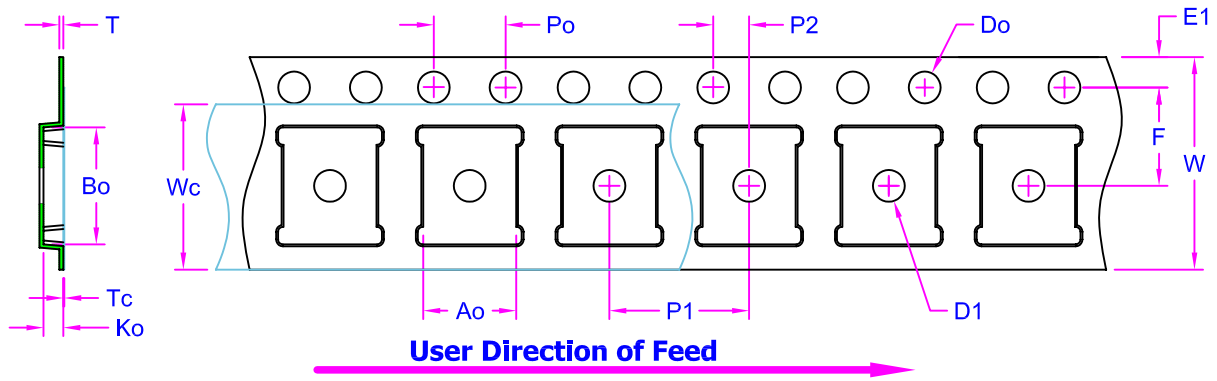 T
Po
P2
Do
E1
F
W
Wc
Bo
Tc
Ko
Ao
P1
D1
User Direction of Feed